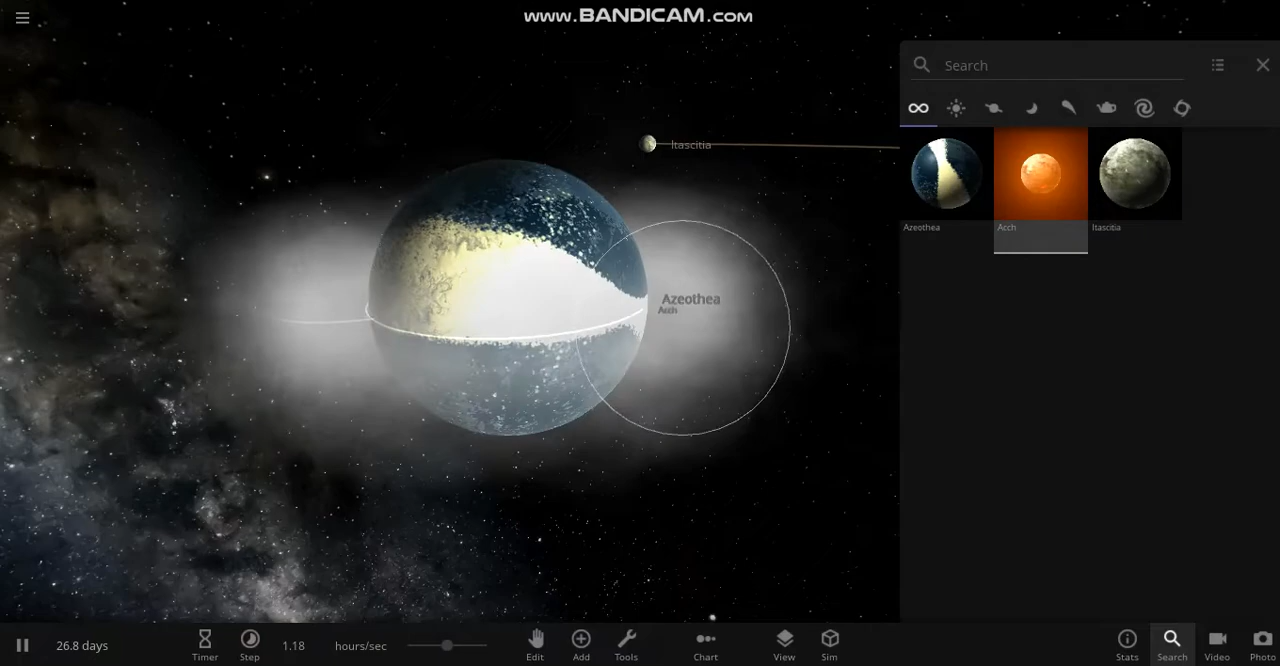 www.BANDICAM.com
Search
Itascitia
Azeothea
Acch
Itascitia
Azeothea
Acch
26.8 days
Timer
Step
1.18
hours/sec
Edit
Add
Tools
Chart
View
Sim
Stats
Search
Video
Photo